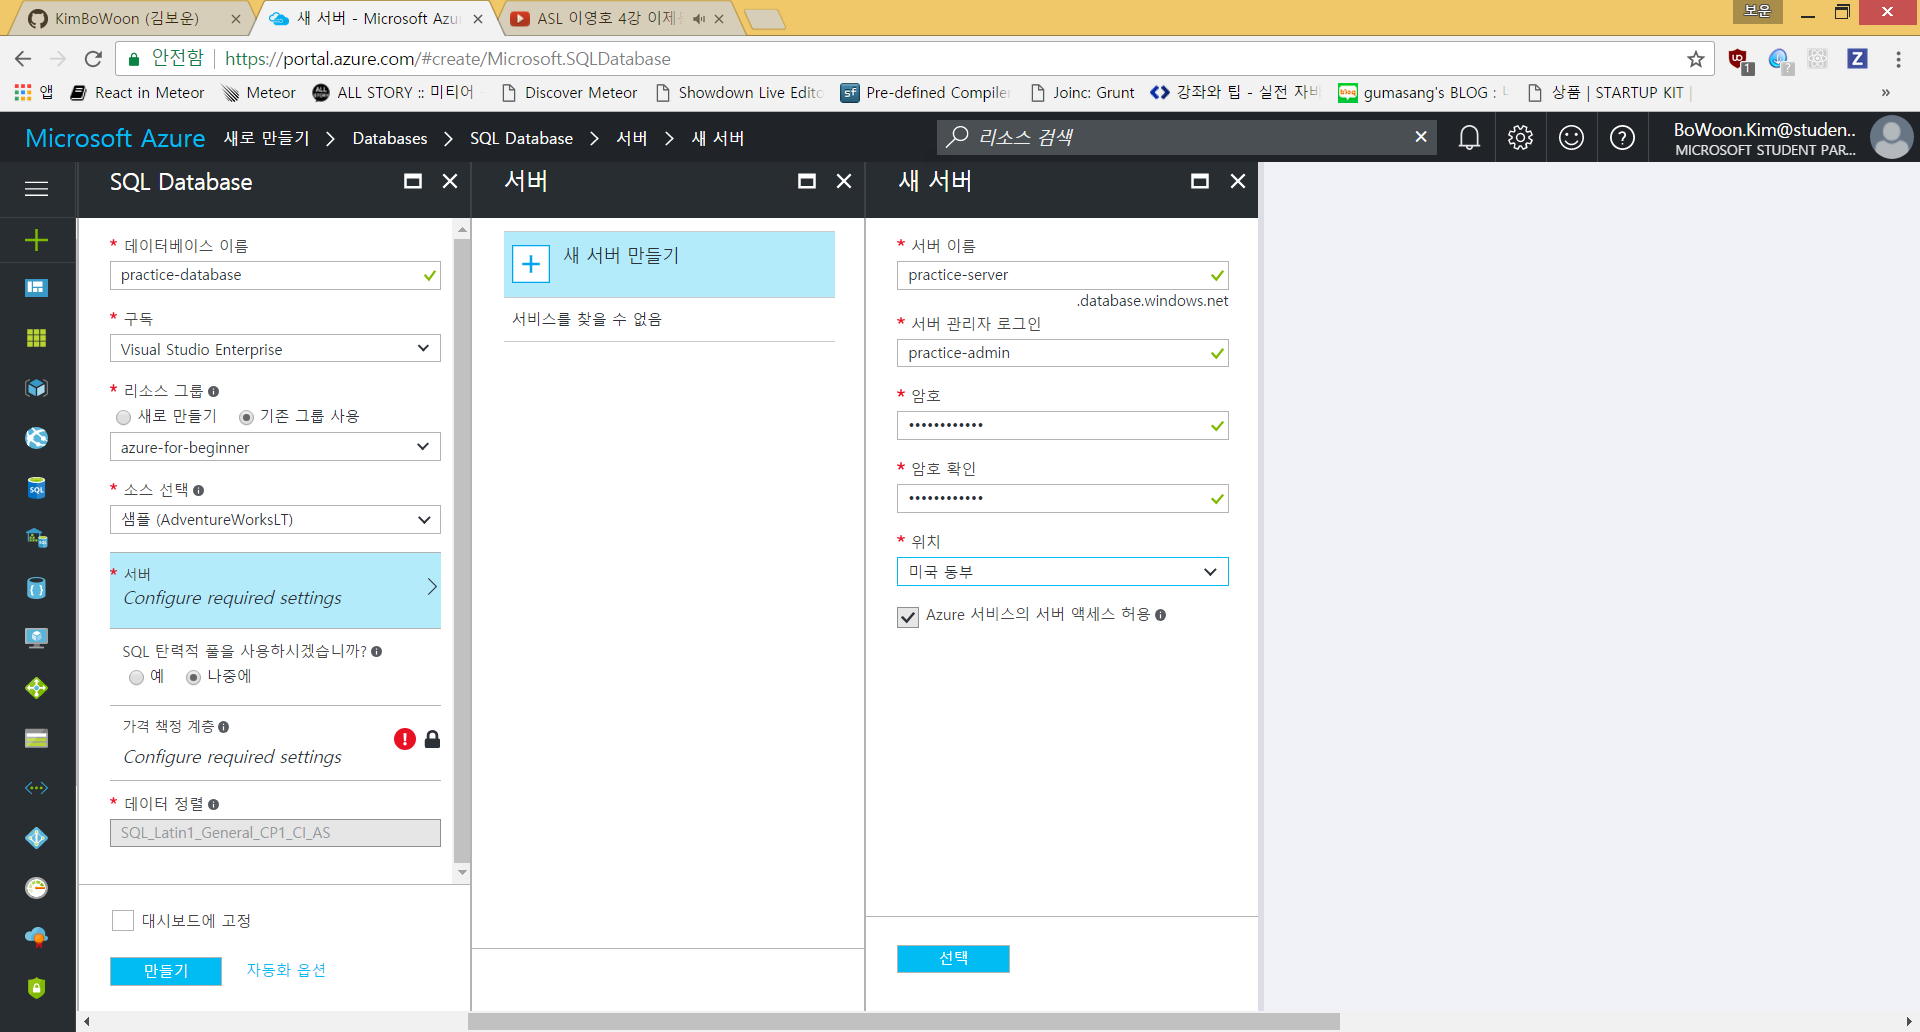 KimBoWoon (김보운)
새 서버 - Microsoft Azu
ASL 이영호 4강 이제
보운
안전함
https://portal.azure.com/#create/Microsoft.SQLDatabase
1
?
Z
앱
React in Meteor
Meteor
ALL STORY :: 미티어
Discover Meteor
Showdown Live Edito
sf Pre-defined Compiler
Joinc: Grunt
강좌와 팁 - 실전 자바
blog gumasang's BLOG :
상품 | STARTUP KIT |
»
Microsoft Azure
새로 만들기
Databases
SQL Database
서버
새 서버
리소스 검색
BoWoon.Kim@studen..
MICROSOFT STUDENT PAR...
SQL Database
* 데이터베이스 이름
practice-database
* 구독
Visual Studio Enterprise
* 리소스 그룹
새로 만들기
기존 그룹 사용
azure-for-beginner
* 소스 선택
샘플 (AdventureWorksLT)
* 서버
Configure required settings
SQL 탄력적 풀을 사용하시겠습니까?
예
나중에
가격 책정 계층
Configure required settings
* 데이터 정렬
SQL_Latin1_General_CP1_CI_AS
대시보드에 고정
만들기
자동화 옵션
SQL
서버
새 서버 만들기
서비스를 찾을 수 없음
새 서버
* 서버 이름
practice-server
.database.windows.net
* 서버 관리자 로그인
practice-admin
* 암호
••••••••••••
* 암호 확인
••••••••••••
* 위치
미국 동부
Azure 서비스의 서버 액세스 허용
선택